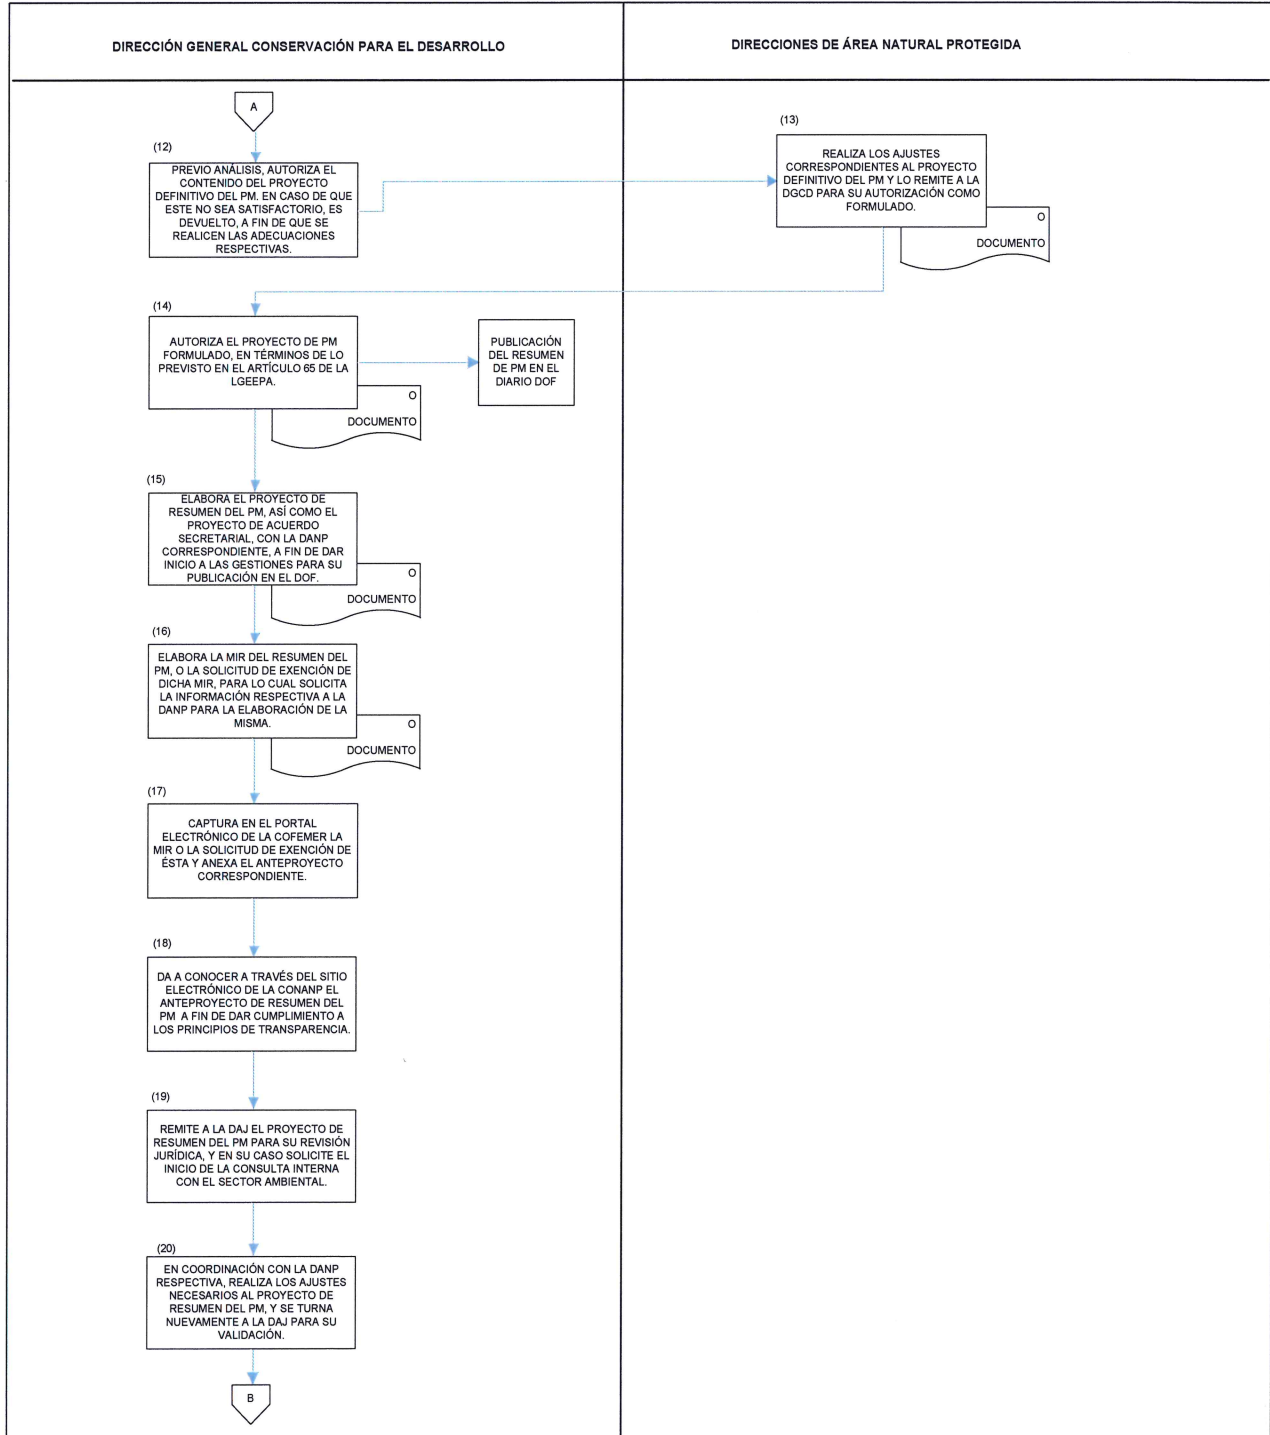 DIRECCIÓN GENERAL CONSERVACIÓN PARA EL DESARROLLO
DIRECCIONES DE ÁREA NATURAL PROTEGIDA
A
(12)
PREVIO ANÁLISIS, AUTORIZA EL
CONTENIDO DEL PROYECTO
DEFINITIVO DEL PM. EN CASO DE QUE
ESTE NO SEA SATISFACTORIO, ES
DEVUELTO, A FIN DE QUE SE
REALICEN LAS ADECUACIONES
RESPECTIVAS.
(13)
REALIZA LOS AJUSTES
CORRESPONDIENTES AL PROYECTO
DEFINITIVO DEL PM Y LO REMITE A LA
DGCD PARA SU AUTORIZACIÓN COMO
FORMULADO.
O
DOCUMENTO
(14)
AUTORIZA EL PROYECTO DE PM
FORMULADO, EN TÉRMINOS DE LO
PREVISTO EN EL ARTÍCULO 65 DE LA
LGEEPA.
O
DOCUMENTO
PUBLICACIÓN
DEL RESUMEN
DE PM EN EL
DIARIO DOF
(15)
ELABORA EL PROYECTO DE
RESUMEN DEL PM, ASÍ COMO EL
PROYECTO DE ACUERDO
SECRETARIAL, CON LA DANP
CORRESPONDIENTE, A FIN DE DAR
INICIO A LAS GESTIONES PARA SU
PUBLICACIÓN EN EL DOF.
O
DOCUMENTO
(16)
ELABORA LA MIR DEL RESUMEN DEL
PM, O LA SOLICITUD DE EXENCIÓN DE
DICHA MIR, PARA LO CUAL SOLICITA
LA INFORMACIÓN RESPECTIVA A LA
DANP PARA LA ELABORACIÓN DE LA
MISMA.
O
DOCUMENTO
(17)
CAPTURA EN EL PORTAL
ELECTRÓNICO DE LA COFEMER LA
MIR O LA SOLICITUD DE EXENCIÓN DE
ÉSTA Y ANEXA EL ANTEPROYECTO
CORRESPONDIENTE.
(18)
DA A CONOCER A TRAVÉS DEL SITIO
ELECTRÓNICO DE LA CONANP EL
ANTEPROYECTO DE RESUMEN DEL
PM A FIN DE DAR CUMPLIMIENTO A
LOS PRINCIPIOS DE TRANSPARENCIA.
(19)
REMITE A LA DAJ EL PROYECTO DE
RESUMEN DEL PM PARA SU REVISIÓN
JURÍDICA, Y EN SU CASO SOLICITE EL
INICIO DE LA CONSULTA INTERNA
CON EL SECTOR AMBIENTAL.
(20)
EN COORDINACIÓN CON LA DANP
RESPECTIVA, REALIZA LOS AJUSTES
NECESARIOS AL PROYECTO DE
RESUMEN DEL PM, Y SE TURNA
NUEVAMENTE A LA DAJ PARA SU
VALIDACIÓN.
B